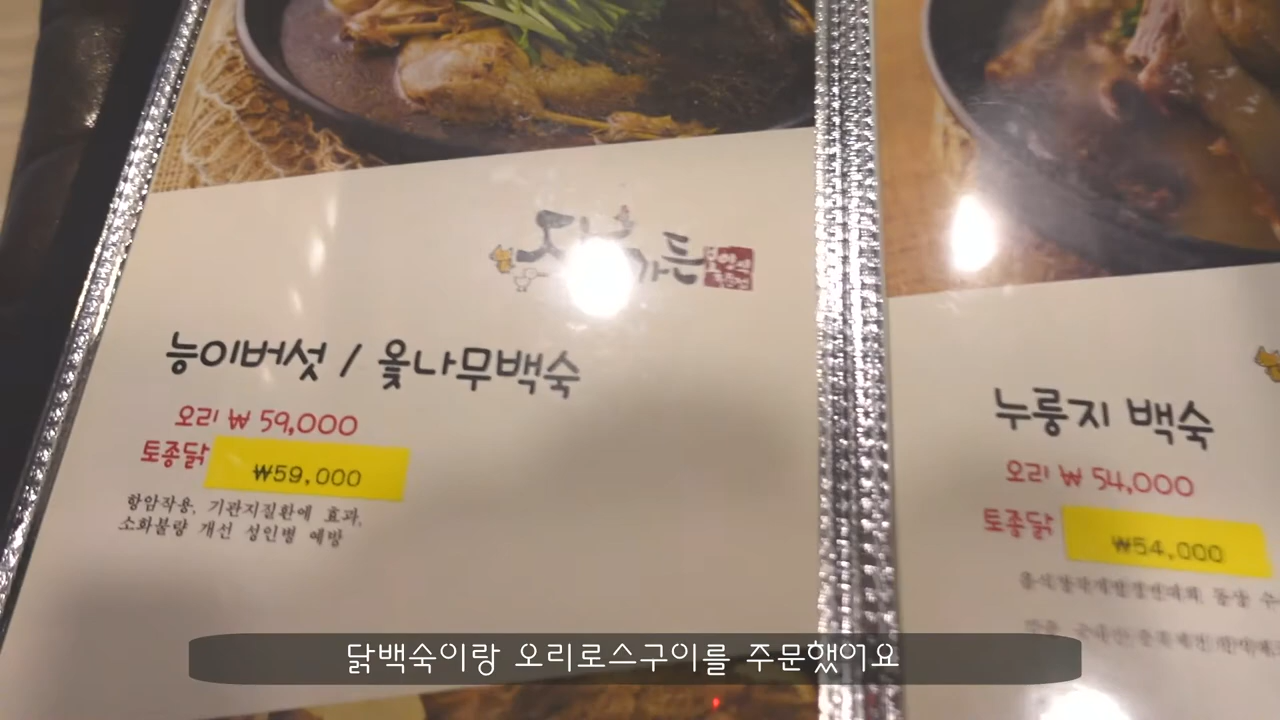 가든
능이버섯 / 옻나무백숙
오리 ₩ 59,000
토종닭 ₩59,000
항암작용, 기관지질환에 효과,
소화불량 개선 성인병 예방
누룽지 백숙
오리 ₩ 54,000
토종닭 ₩54,000
닭백숙이랑 오리로스구이를 주문했어요